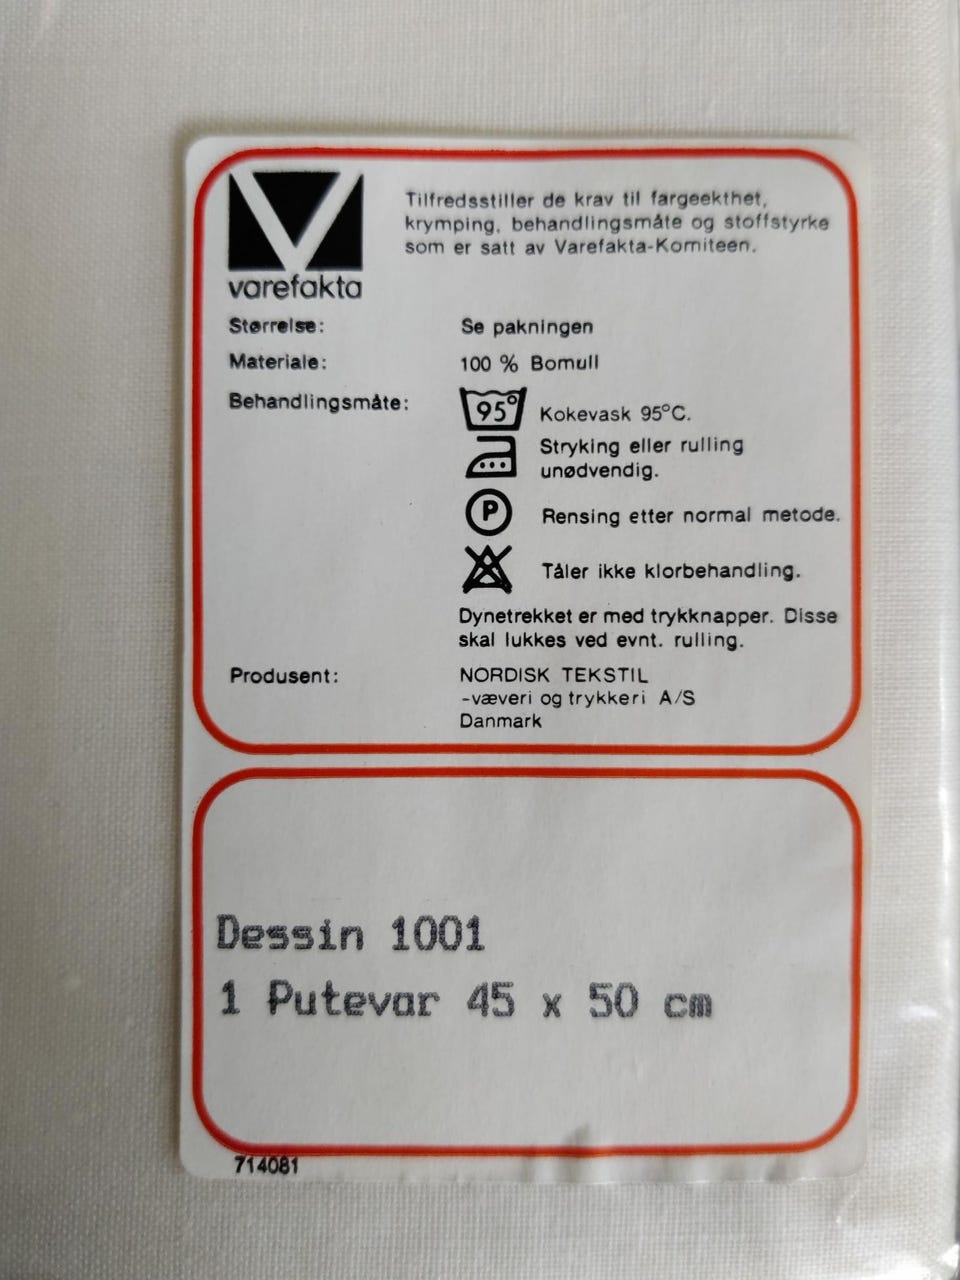 varefakta
Tilfredsstiller de krav til fargeekthet,
krymping, behandlingsmåte og stoffstyrke
som er satt av Varefakta-Komiteen.
Størrelse: Se pakningen
Materiale: 100 % Bomull
Behandlingsmåte:
95° Kokevask 95°C.
Stryking eller rulling
unødvendig.
P Rensing etter normal metode.
Tåler ikke klorbehandling.
Dynetrekket er med trykknapper. Disse
skal lukkes ved evnt. rulling.
Produsent: NORDISK TEKSTIL
-væveri og trykkeri A/S
Danmark
Dessin 1001
1 Putevar 45 x 50 cm
714081